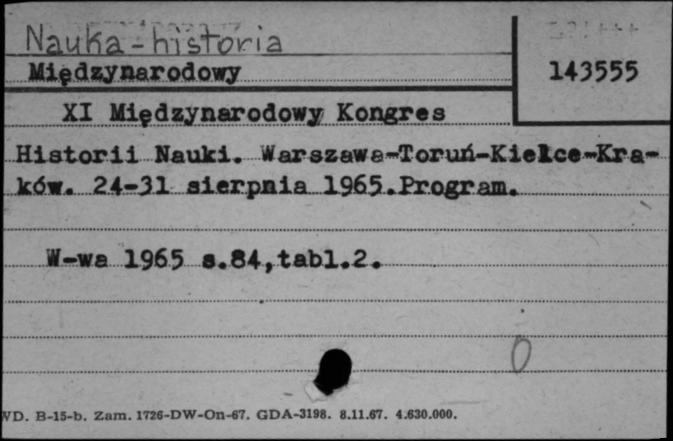 Nauka-historia
Międzynarodowy
143555
XI Międzynarodowy Kongres
Historii Nauki. Warszawa-Toruń-Kielce-Kra-
ków. 24-31 sierpnia 1965.Program.
W-wa 1965 s.84,tabl.2.
0
WD. B-15-b. Zam. 1726-DW-On-67. GDA-3198. 8.11.67. 4.630.000.